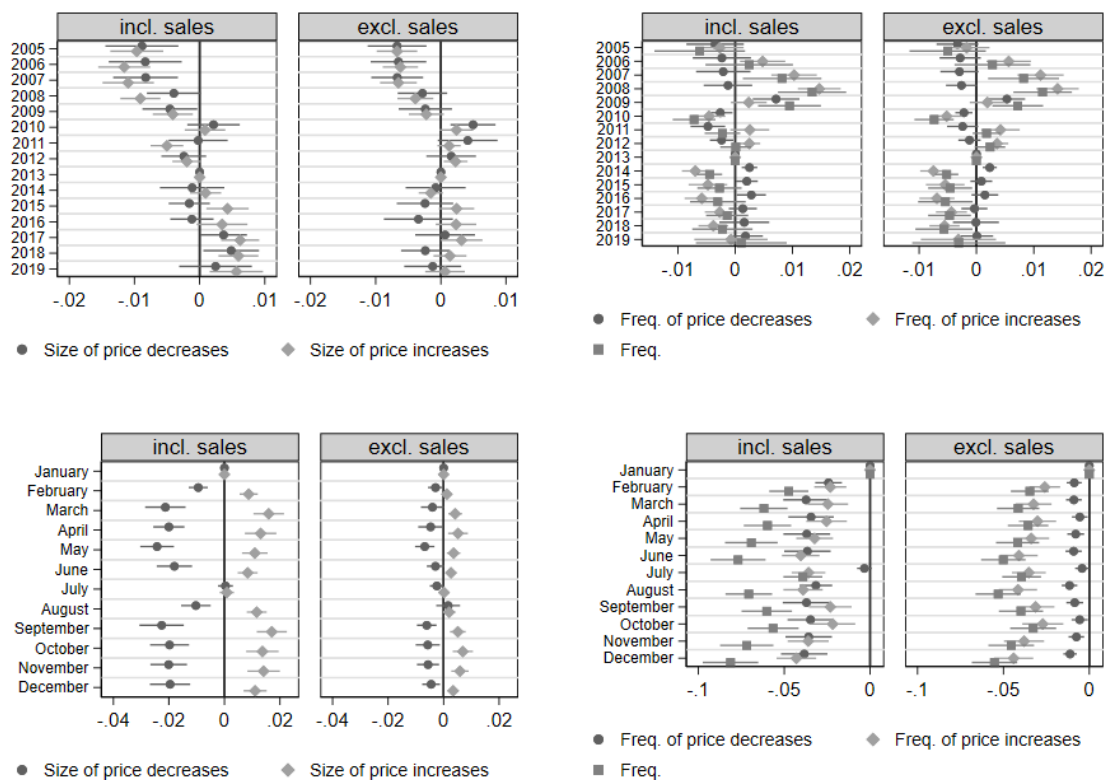 incl. sales
excl. sales
2005
2006
2007
2008
2009
2010
2011
2012
2013
2014
2015
2016
2017
2018
2019
-.02 -.01 0 .01 -.02 -.01 0 .01
Size of price decreases Size of price increases
incl. sales
excl. sales
2005
2006
2007
2008
2009
2010
2011
2012
2013
2014
2015
2016
2017
2018
2019
-.01 0 .01 .02 -.01 0 .01 .02
Freq. of price decreases Freq. of price increases
Freq.
incl. sales
excl. sales
January
February
March
April
May
June
July
August
September
October
November
December
-.04 -.02 0 .02 -.04 -.02 0 .02
Size of price decreases Size of price increases
incl. sales
excl. sales
January
February
March
April
May
June
July
August
September
October
November
December
-.1 -.05 0 -.1 -.05 0
Freq. of price decreases Freq. of price increases
Freq.